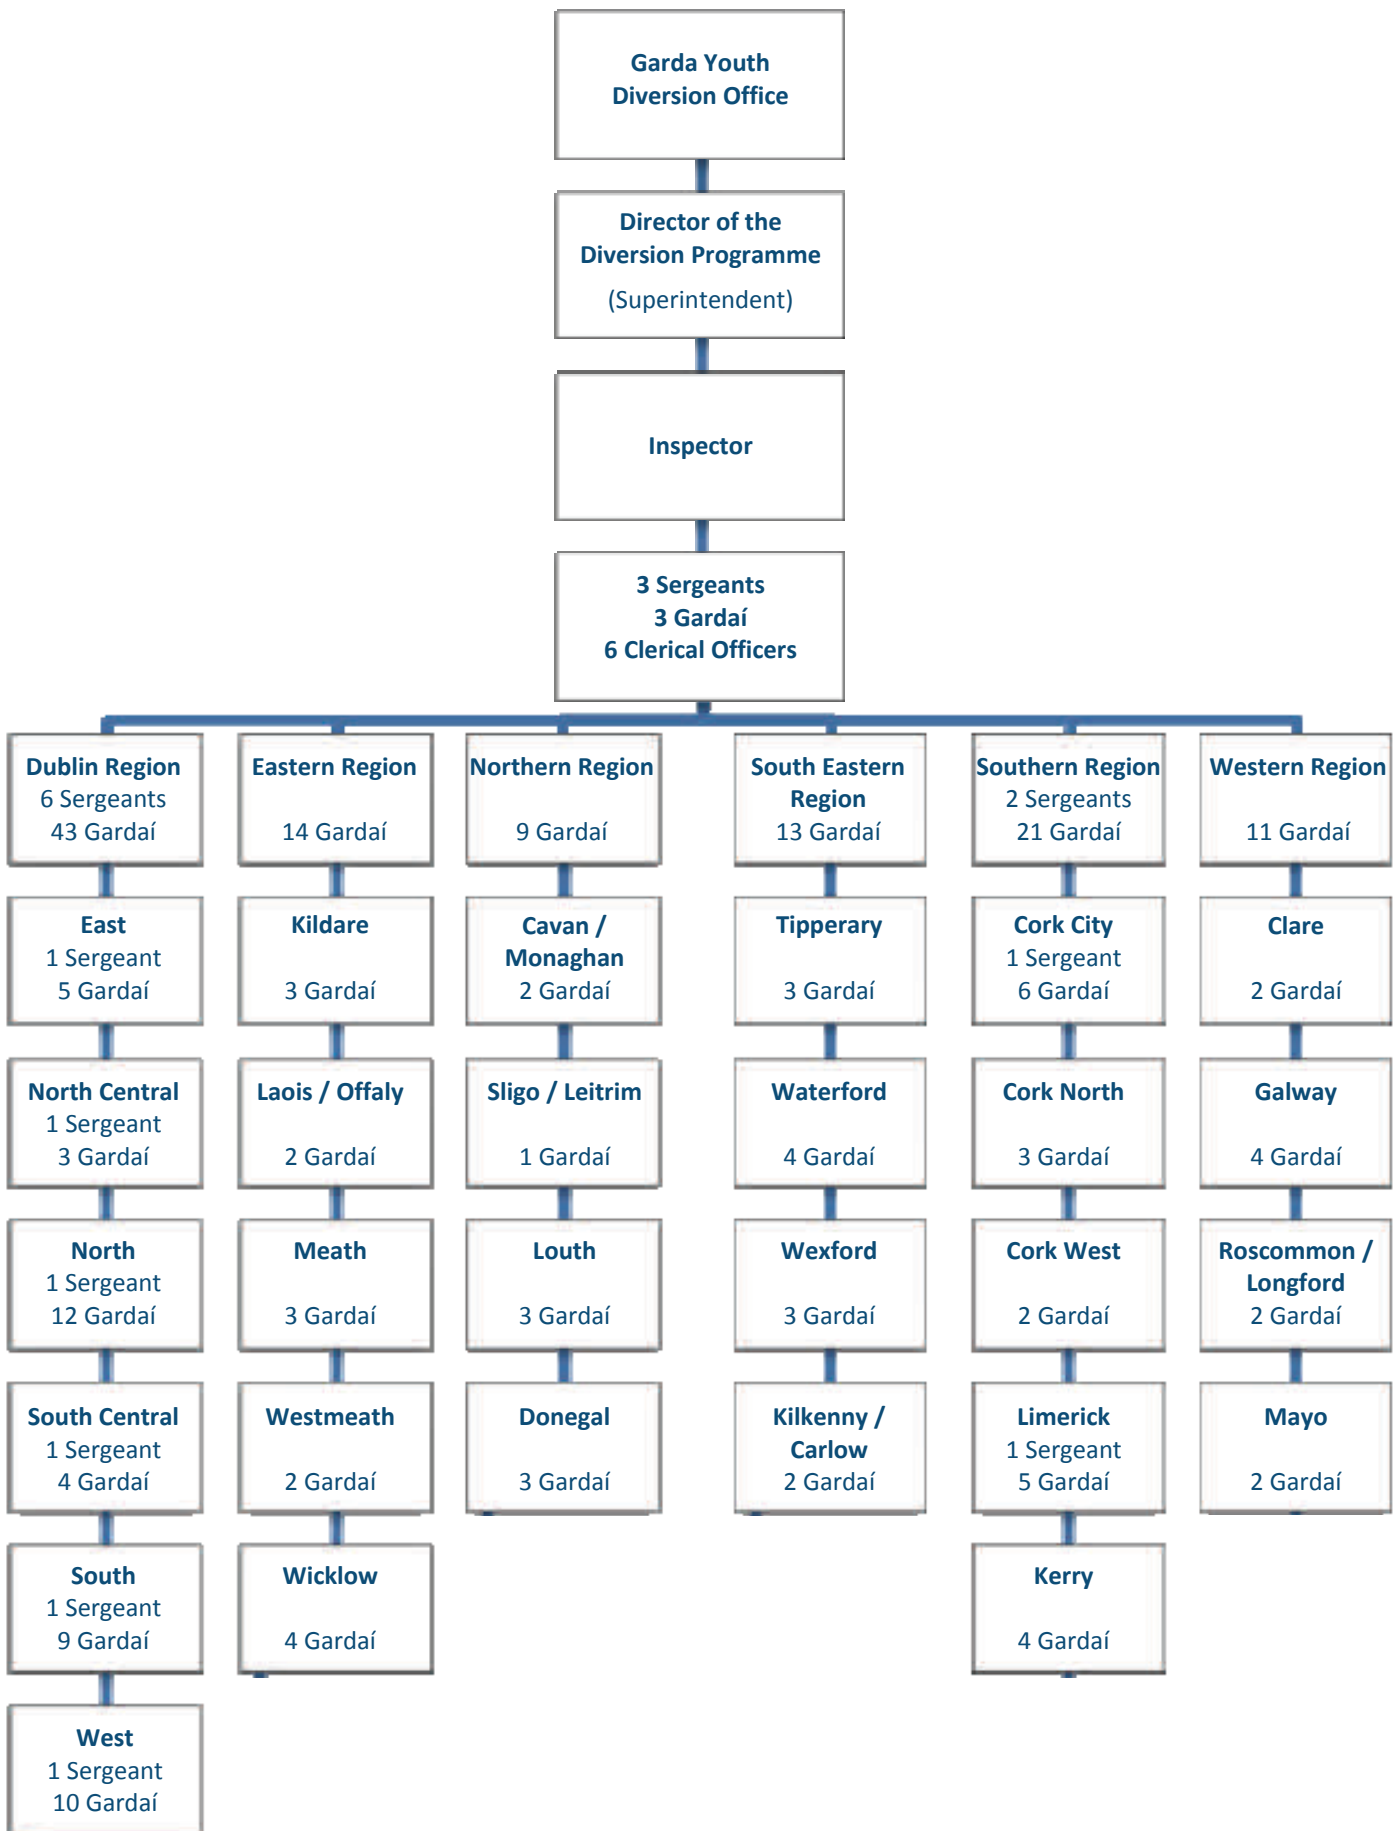 Garda Youth
Diversion Office
Director of the
Diversion Programme
(Superintendent)
Inspector
3 Sergeants
3 Gardaí
6 Clerical Officers
Dublin Region
6 Sergeants
43 Gardaí
East
1 Sergeant
5 Gardaí
North Central
1 Sergeant
3 Gardaí
North
1 Sergeant
12 Gardaí
South Central
1 Sergeant
4 Gardaí
South
1 Sergeant
9 Gardaí
West
1 Sergeant
10 Gardaí
Eastern Region
14 Gardaí
Kildare
3 Gardaí
Laois / Offaly
2 Gardaí
Meath
3 Gardaí
Westmeath
2 Gardaí
Wicklow
4 Gardaí
Northern Region
9 Gardaí
Cavan /
Monaghan
2 Gardaí
Sligo / Leitrim
1 Gardaí
Louth
3 Gardaí
Donegal
3 Gardaí
South Eastern
Region
13 Gardaí
Tipperary
3 Gardaí
Waterford
4 Gardaí
Wexford
3 Gardaí
Kilkenny /
Carlow
2 Gardaí
Southern Region
2 Sergeants
21 Gardaí
Cork City
1 Sergeant
6 Gardaí
Cork North
3 Gardaí
Cork West
2 Gardaí
Limerick
1 Sergeant
5 Gardaí
Kerry
4 Gardaí
Western Region
11 Gardaí
Clare
2 Gardaí
Galway
4 Gardaí
Roscommon /
Longford
2 Gardaí
Mayo
2 Gardaí